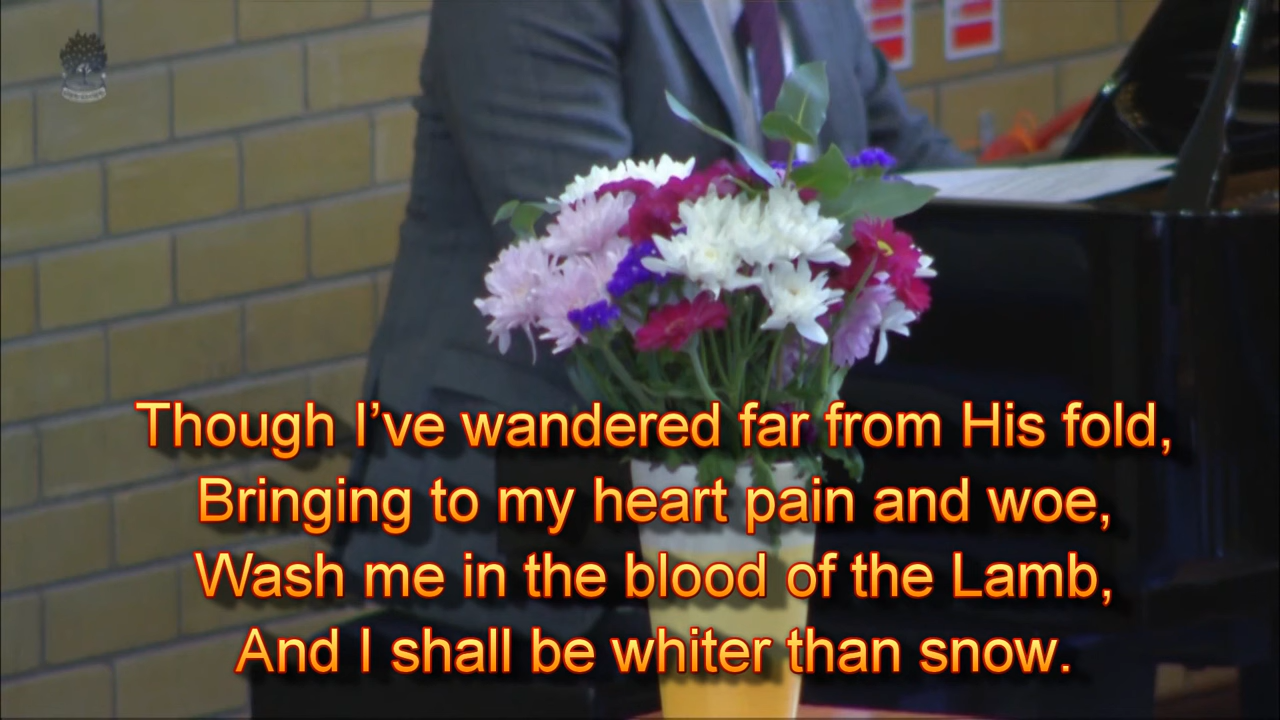 Though I’ve wandered far from His fold,
Bringing to my heart pain and woe,
Wash me in the blood of the Lamb,
And I shall be whiter than snow.